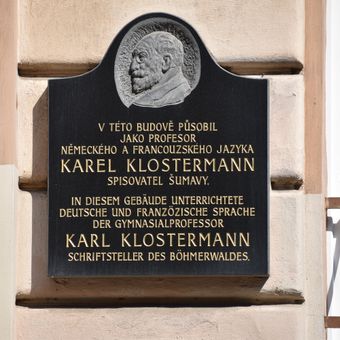 V TÉTO BUDOVĚ PŮSOBIL
JAKO PROFESOR
NĚMECKÉHO A FRANCOUZSKÉHO JAZYKA
KAREL KLOSTERMANN
SPISOVATEL ŠUMAVY.
IN DIESEM GEBÄUDE UNTERRICHTETE
DEUTSCHE UND FRANZÖZISCHE SPRACHE
DER GYMNASIALPROFESSOR
KARL KLOSTERMANN
SCHRIFTSTELLER DES BÖHMERWALDES.